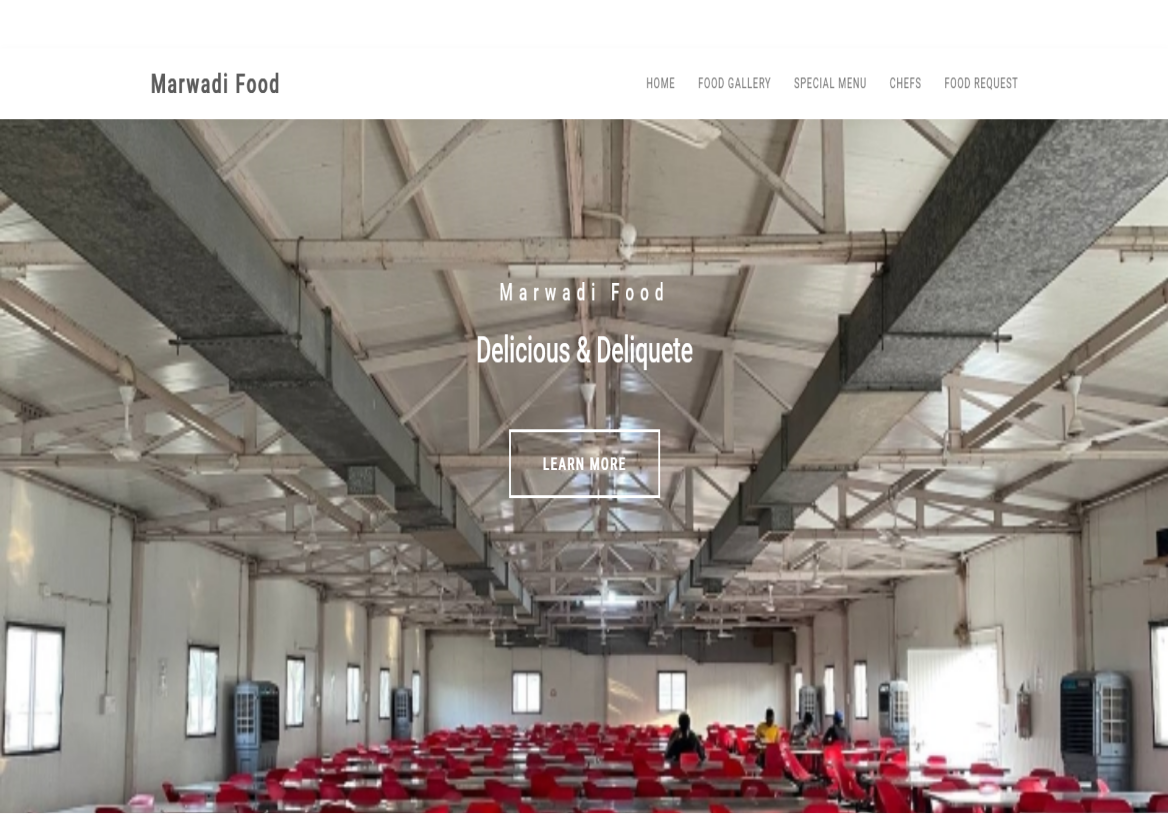 Marwadi Food
HOME FOOD GALLERY SPECIAL MENU CHEFS FOOD REQUEST
Marwadi Food
Delicious & Deliquete
LEARN MORE